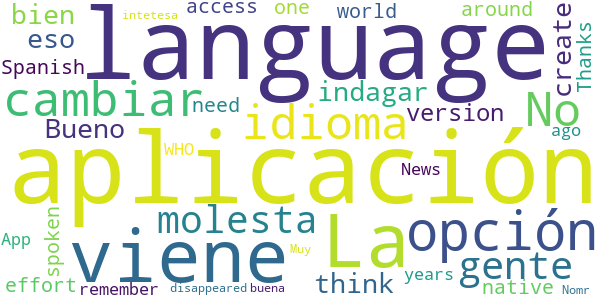 bien intetesa access one world around
eso language create Thanks
Spanish cambiar need indagar No
Bueno idioma version ago
aplicación
WHO News
spoken molesta La opción
App viene gente
effort remember disappeared Muy buena think years native Nomr